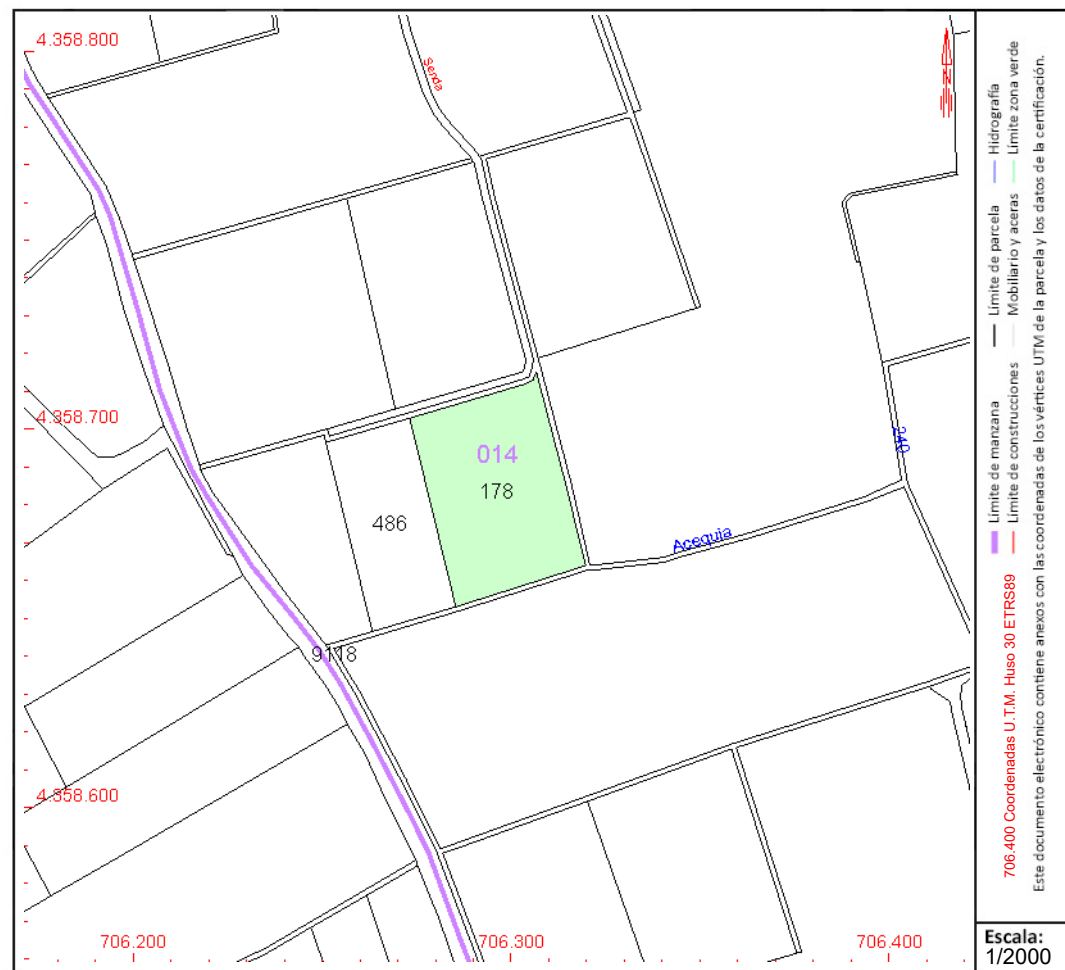 4.358.800
Senda
4.358.700
014
178
486
240
Acequia
9118
4.358.600
706.200
706.300
706.400
Límite de manzana
Límite de parcela
Hidrografía
Límite de construcciones
Mobiliario y aceras
Límite zona verde
706.400 Coordenadas U.T.M. Huso 30 ETRS89
Este documento electrónico contiene anexos con las coordenadas de los vértices UTM de la parcela y los datos de la certificación.
Escala:
1/2000